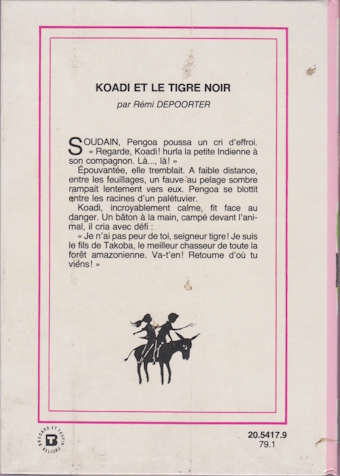 KOADI ET LE TIGRE NOIR
par Rémi DEPOORTER
SOUDAIN, Pengoa poussa un cri d'effroi.
« Regarde, Koadi! hurla la petite Indienne à
son compagnon. Là..., là! »
Épouvantée, elle tremblait. A faible distance,
entre les feuillages, un fauve au pelage sombre
rampait lentement vers eux. Pengoa se blottit
entre les racines d'un palétuvier.
Koadi, incroyablement calme, fit face au
danger. Un bâton à la main, campé devant l'ani-
mal, il cria avec défi :
« Je n'ai pas peur de toi, seigneur tigre! Je suis
le fils de Takoba, le meilleur chasseur de toute la
forêt amazonienne. Va-t'en! Retourne d'où tu
viens! »
BRODARD ET TAUPIN
RELIURE
20.5417.9
79.1